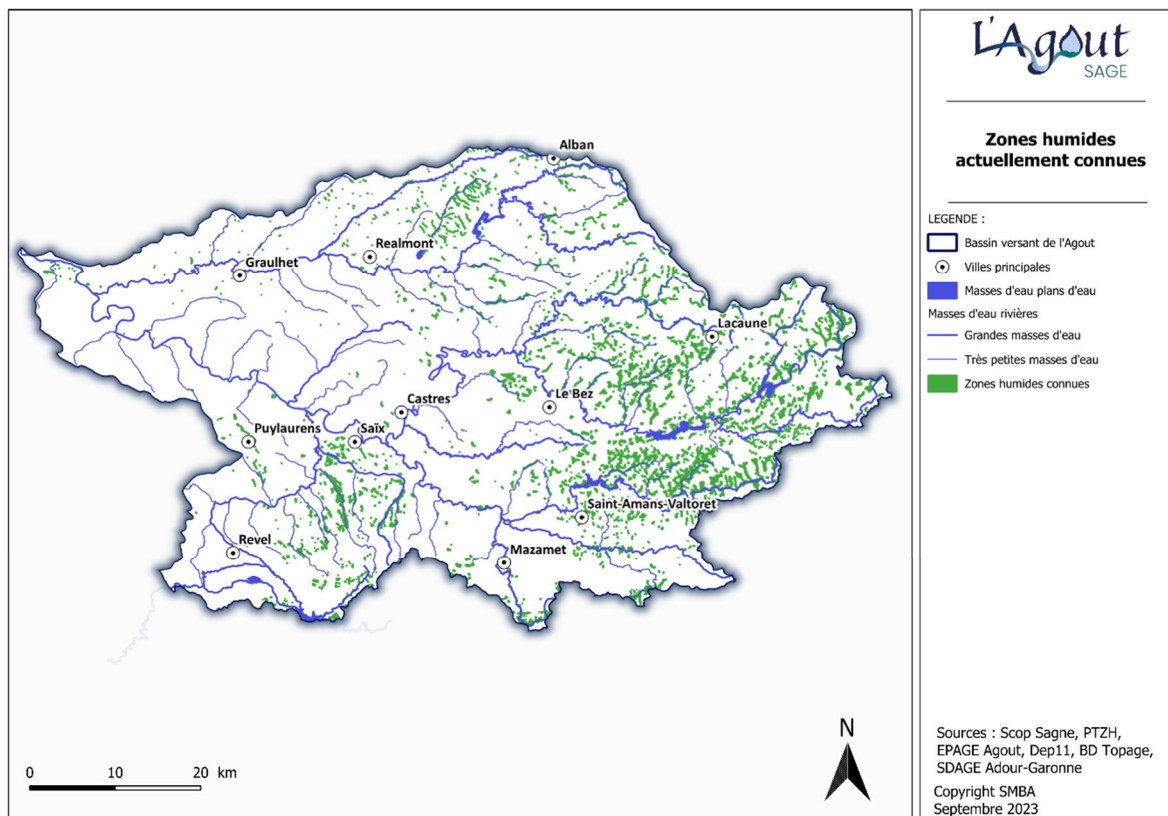 L'Agout
SAGE
Zones humides
actuellement connues
LEGENDE :
Bassin versant de l'Agout
Villes principales
Masses d'eau plans d'eau
Masses d'eau rivières
Grandes masses d'eau
Très petites masses d'eau
Zones humides connues
Alban
Realmont
Graulhet
Lacaune
Le Bez
Castres
Puylaurens
Saïx
Saint-Amans-Valtoret
Revel
Mazamet
N
0 10 20 km
Sources : Scop Sagne, PTZH,
EPAGE Agout, Dep11, BD Topage,
SDAGE Adour-Garonne
Copyright SMBA
Septembre 2023